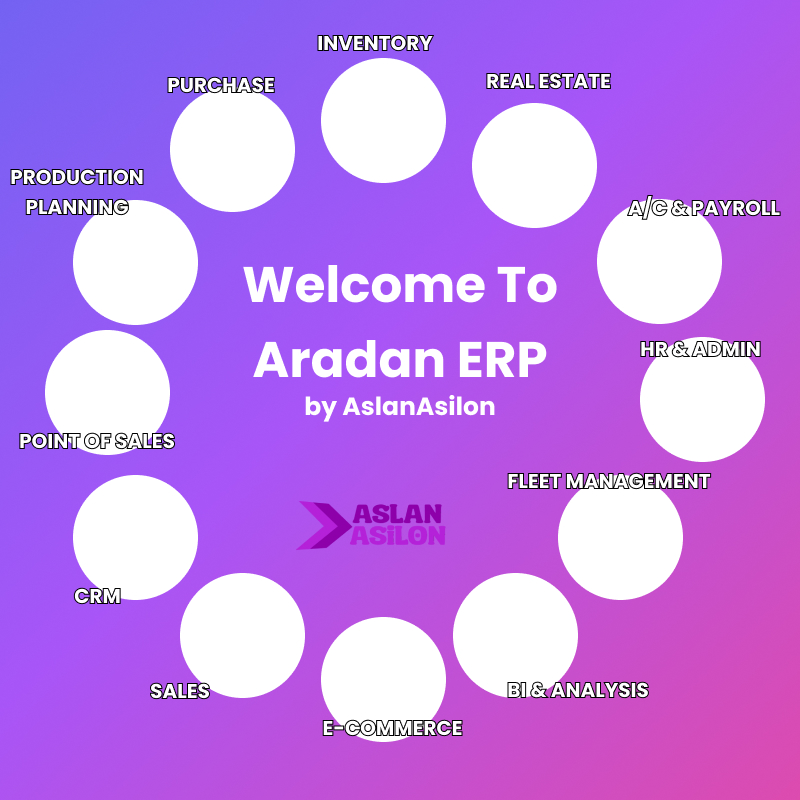 INVENTORY
PURCHASE
REAL ESTATE
PRODUCTION
PLANNING
A/C & PAYROLL
Welcome To
Aradan ERP
by AslanAsilon
HR & ADMIN
POINT OF SALES
FLEET MANAGEMENT
ASLAN
ASiLON
CRM
SALES
BI & ANALYSIS
E-COMMERCE